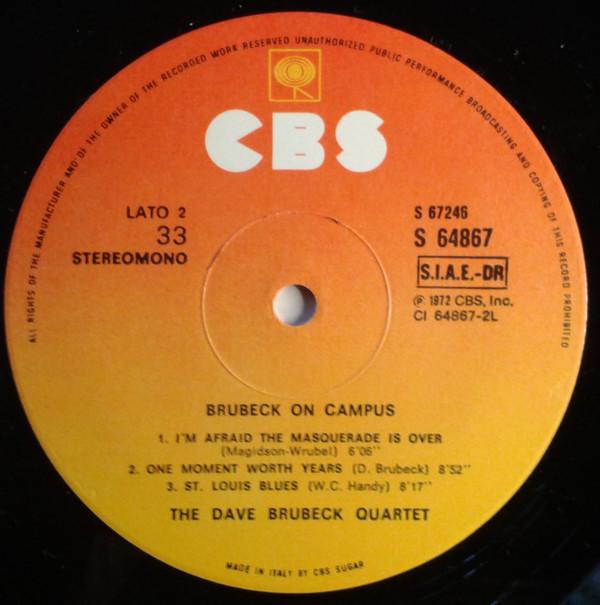 ALL RIGHTS OF THE MANUFACTURER AND OF THE OWNER OF THE RECORDED WORK RESERVED UNAUTHORIZED PUBLIC PERFORMANCE BROADCASTING AND COPYING OF THIS RECORD PROHIBITED
CBS
LATO 2
33
STEREOMONO
S 67246
S 64867
S.I.A.E.-DR
℗ 1972 CBS, Inc.
CI 64867-2L
BRUBECK ON CAMPUS
1. I'M AFRAID THE MASQUERADE IS OVER
(Magidson-Wrubel) 6'06''
2. ONE MOMENT WORTH YEARS (D. Brubeck) 8'52''
3. ST. LOUIS BLUES (W.C. Handy) 8'17''
THE DAVE BRUBECK QUARTET
MADE IN ITALY BY CBS SUGAR